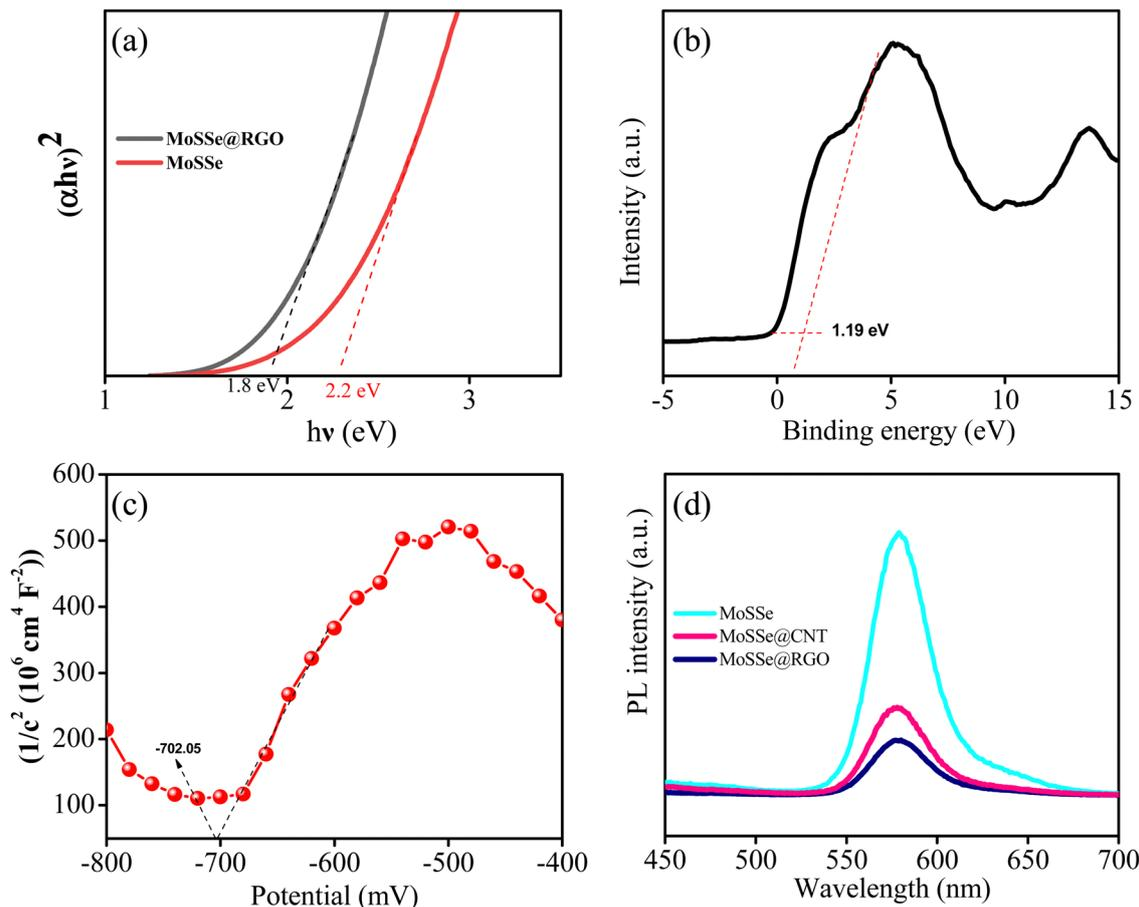 (a)
(αhν)²
MoSSe@RGO
MoSSe
1.8 eV
2.2 eV
1 2 3
hν (eV)
(b)
Intensity (a.u.)
1.19 eV
-5 0 5 10 15
Binding energy (eV)
(c)
(1/c² (10⁶ cm⁴ F⁻²))
600
500
400
300
200
100
-702.05
-800 -700 -600 -500 -400
Potential (mV)
(d)
PL intensity (a.u.)
MoSSe
MoSSe@CNT
MoSSe@RGO
450 500 550 600 650 700
Wavelength (nm)